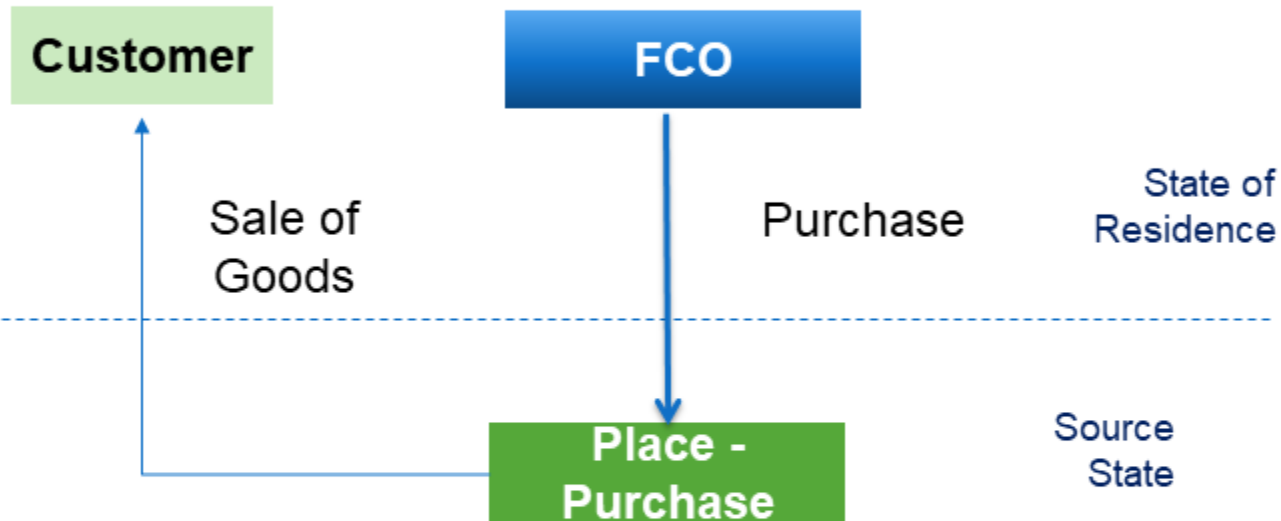 Customer
FCO
Sale of
Goods
Purchase
State of
Residence
Place -
Purchase
Source
State